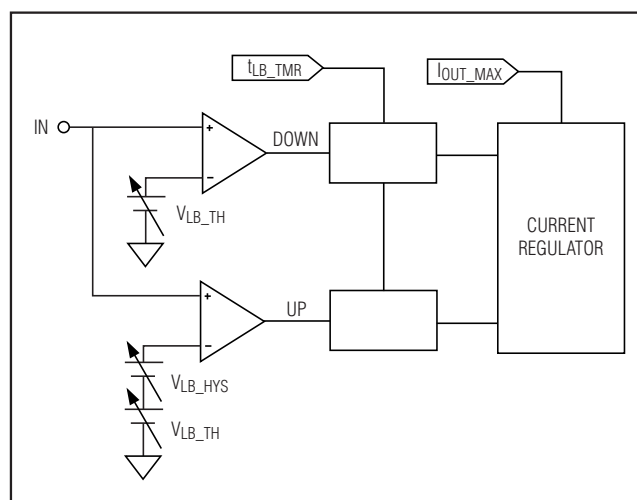 tLB_TMR
IOUT_MAX
IN
+
DOWN
−
VLB_TH
CURRENT
REGULATOR
+
UP
−
VLB_HYS
VLB_TH